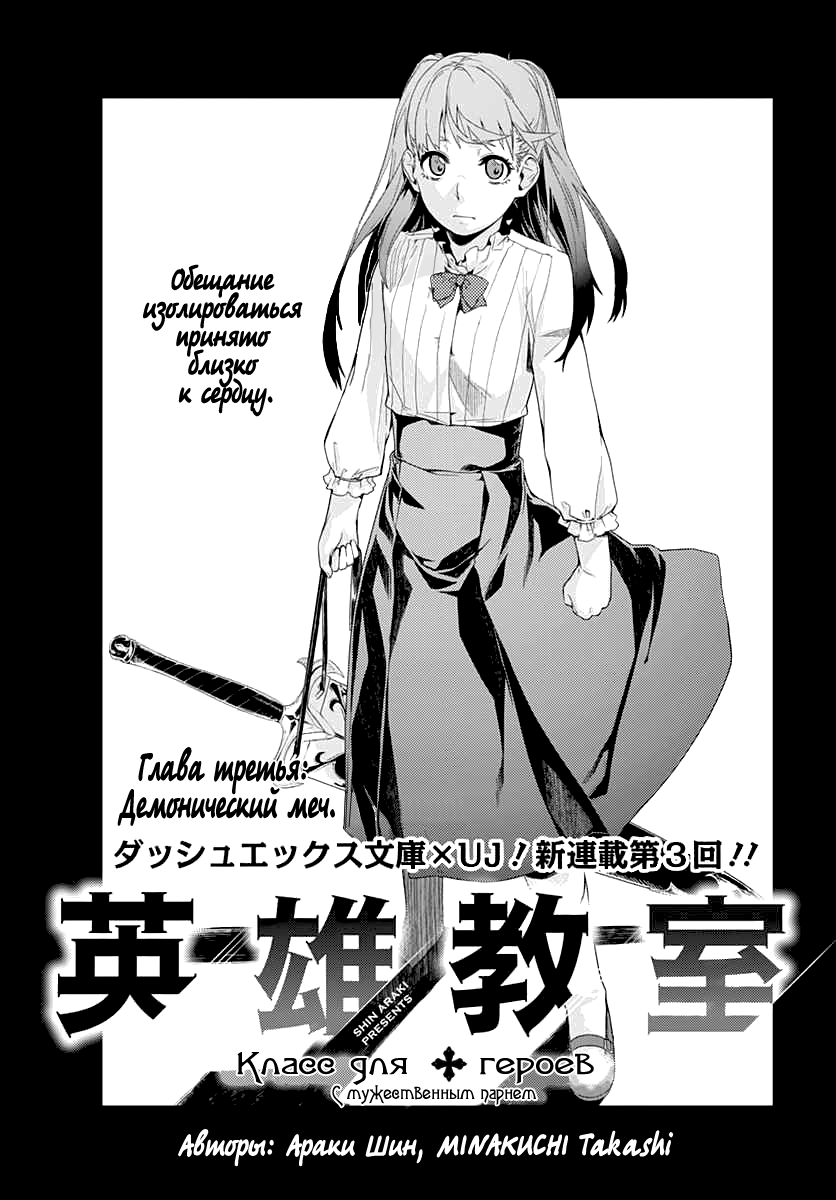 Обещание
изолироваться
принято
близко
к сердцу.
Глава третья:
Демонический меч.
ダッシュエックス文庫×UJ！新連載第３回！！
英雄教室
SHIN ARAKI
PRESENTS
Класс для героев
С мужественным парнем
Авторы: Араки Шин, MINAKUCHI Takashi